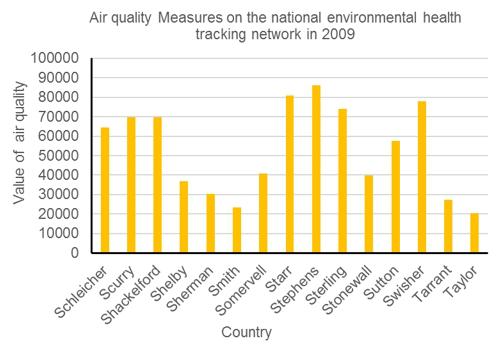 Air quality Measures on the national environmental health
tracking network in 2009
Value of air quality
100000
90000
80000
70000
60000
50000
40000
30000
20000
10000
0
Schleicher
Scurry
Shackelford
Shelby
Sherman
Smith
Somervell
Starr
Stephens
Sterling
Stonewall
Sutton
Swisher
Tarrant
Taylor
Country